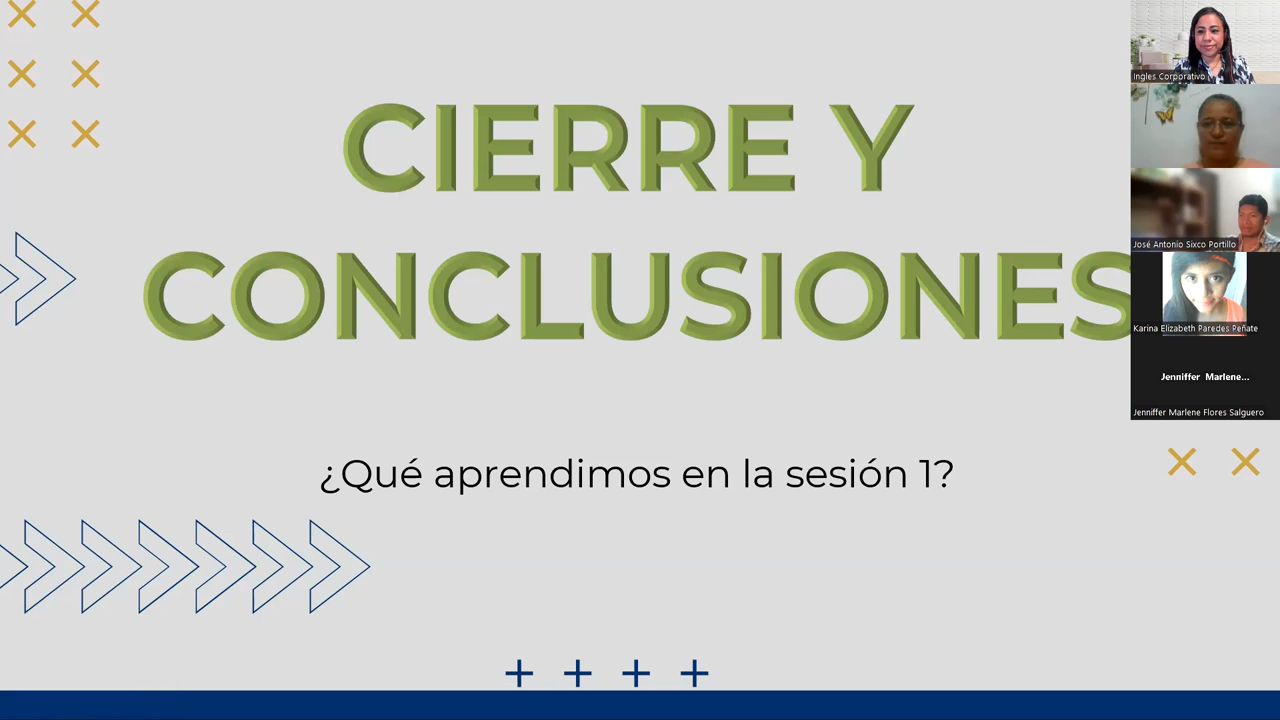 CIERRE Y
CONCLUSIONES
¿Qué aprendimos en la sesión 1?
Ingles Corporativo
José Antonio Sixco Portillo
Karina Elizabeth Paredes Peñate
Jenniffer Marlene...
Jenniffer Marlene Flores Salguero